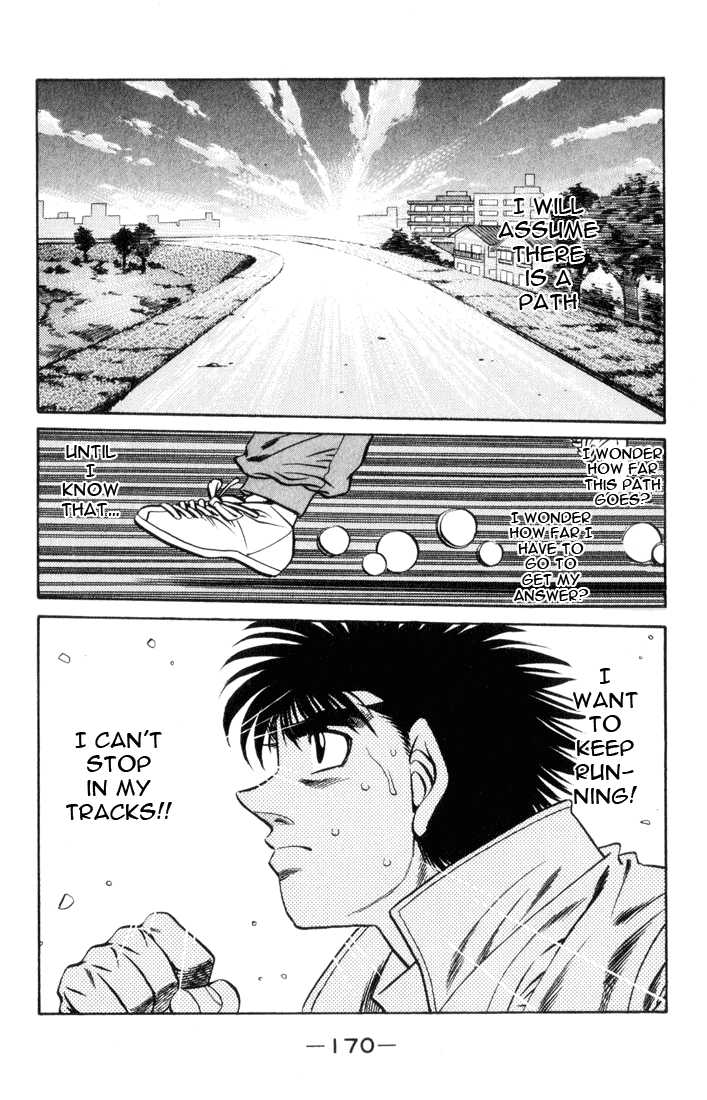 I WILL
ASSUME
THERE
IS A
PATH
I WONDER
HOW FAR
THIS PATH
GOES?
I WONDER
HOW FAR I
HAVE TO
GO TO
GET MY
ANSWER?
UNTIL
I
KNOW
THAT...
I
WANT
TO
KEEP
RUN-
NING!
I CAN'T
STOP
IN MY
TRACKS!!
—170—